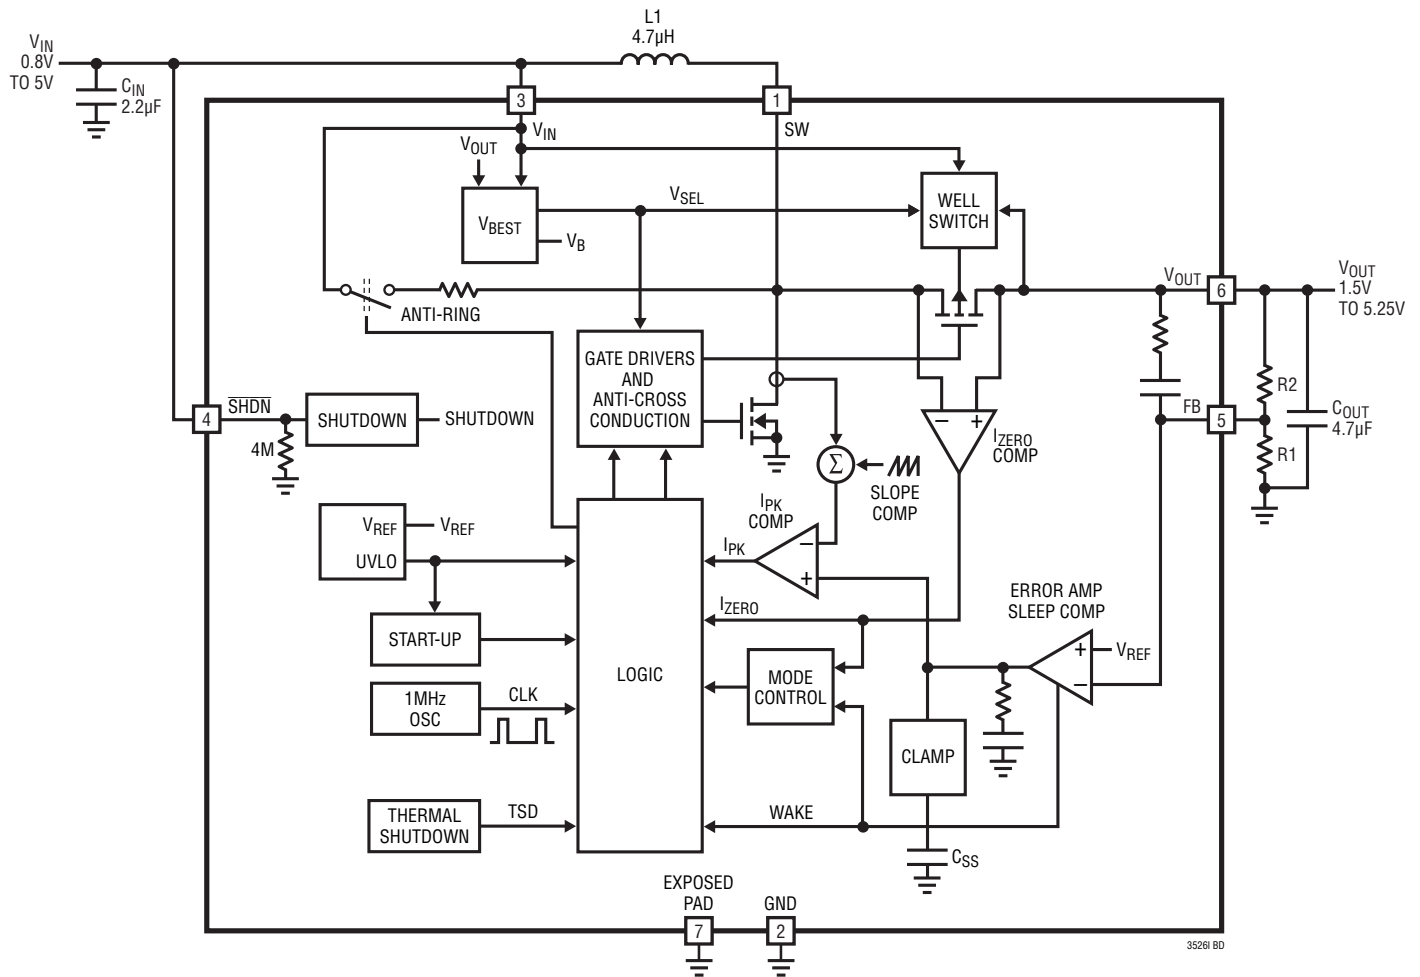 L1
4.7µH
VIN
0.8V
TO 5V
CIN
2.2µF
3
1
VIN
SW
VOUT
VBEST
VSEL
VB
WELL
SWITCH
ANTI-RING
VOUT
6
VOUT
1.5V
TO 5.25V
GATE DRIVERS
AND
ANTI-CROSS
CONDUCTION
R2
4
SHDN
SHUTDOWN
SHUTDOWN
4M
FB
5
COUT
4.7µF
R1
–
+
IZERO
COMP
Σ
SLOPE
COMP
IPK
COMP
VREF
VREF
UVLO
IPK
–
+
START-UP
IZERO
ERROR AMP
SLEEP COMP
+
VREF
–
LOGIC
MODE
CONTROL
1MHz
OSC
CLK
CLAMP
THERMAL
SHUTDOWN
TSD
WAKE
CSS
EXPOSED
PAD
GND
7
2
3526l BD